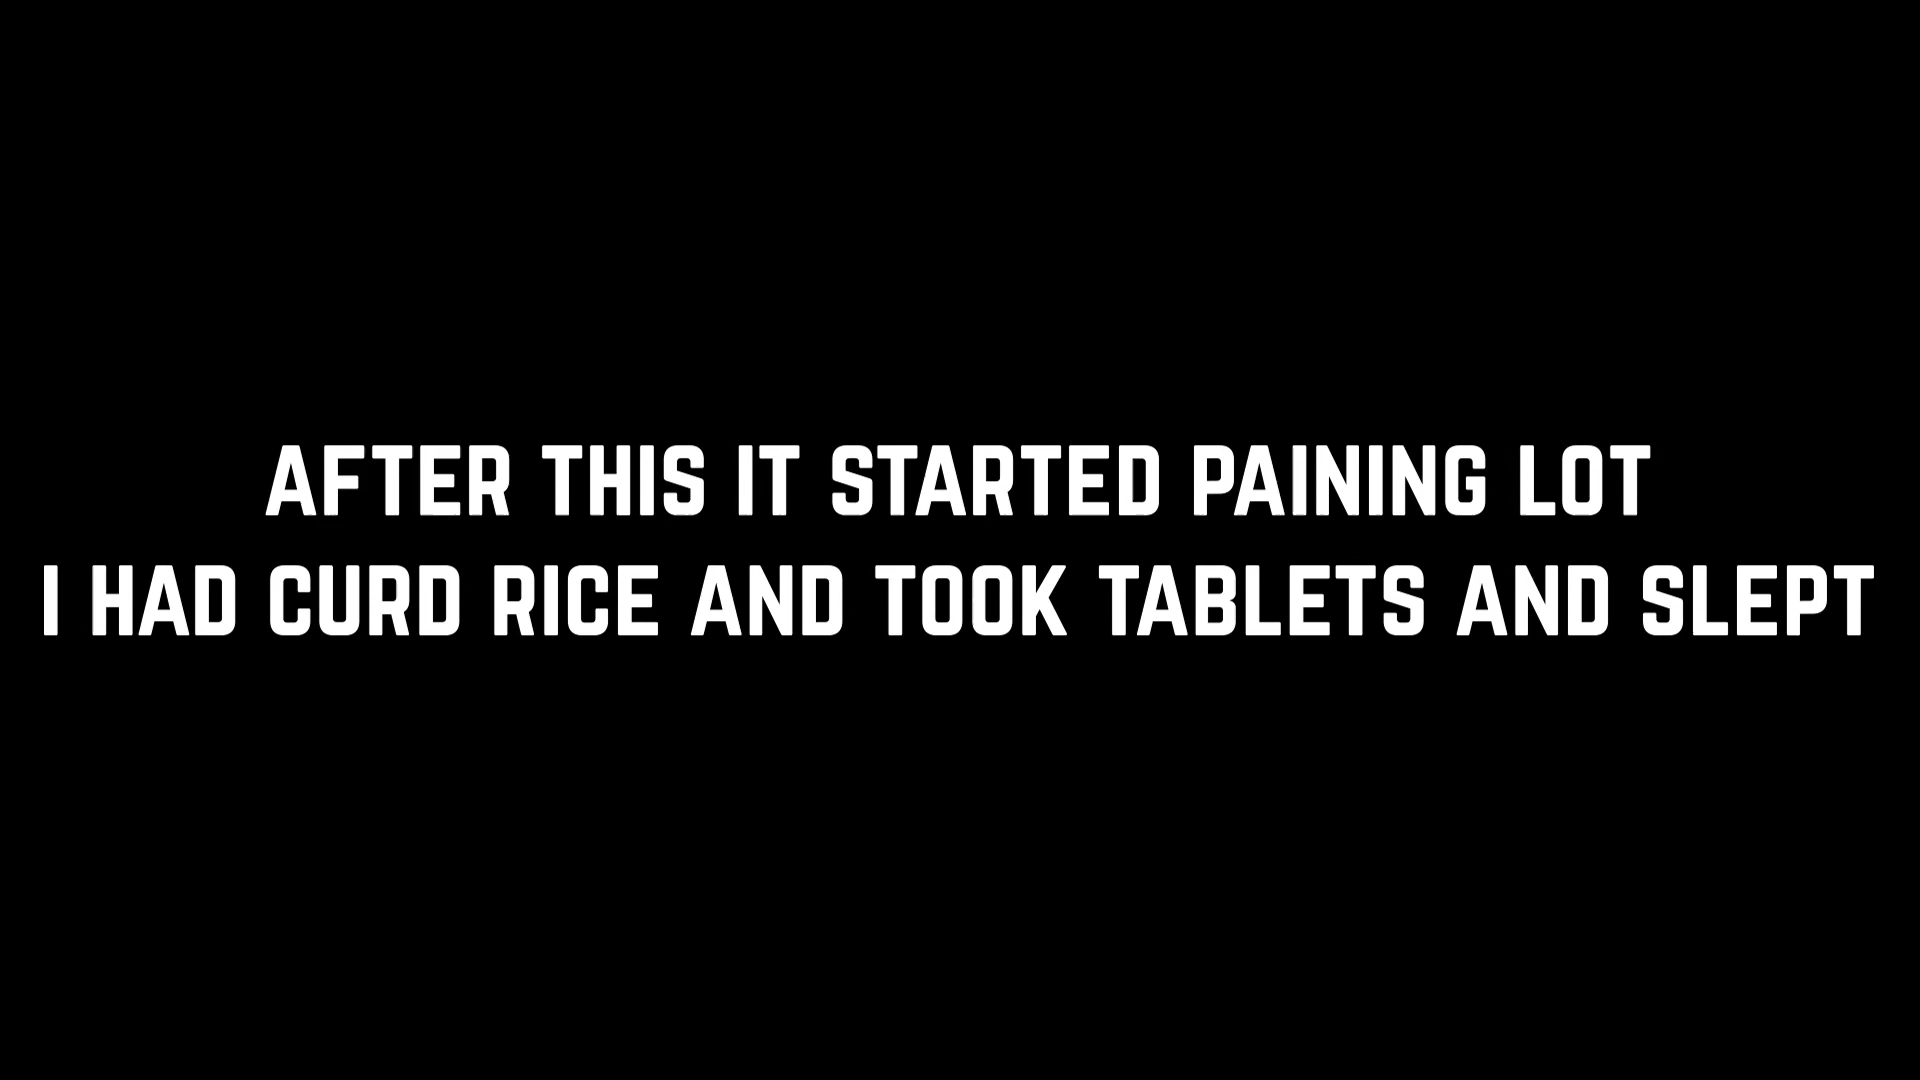 AFTER THIS IT STARTED PAINING LOT
I HAD CURD RICE AND TOOK TABLETS AND SLEPT